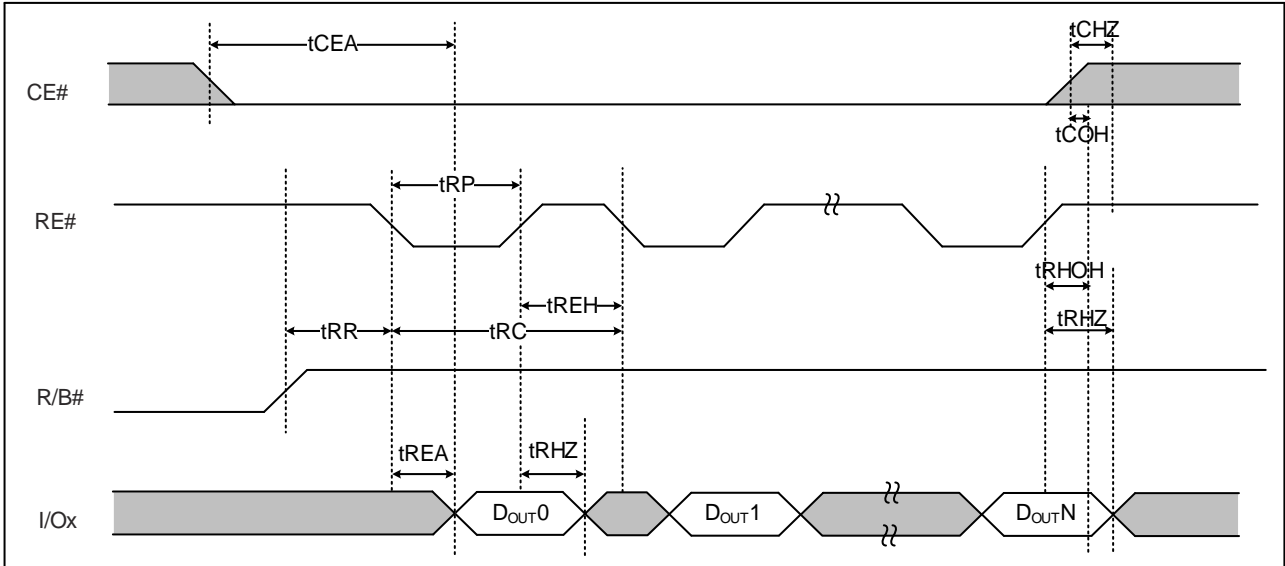 tCEA
tCHZ
CE#
tCOH
tRP
RE#
tRHOH
tREH
tRHZ
tRR
tRC
R/B#
tREA
tRHZ
I/Ox
DOUT0
DOUT1
DOUTN